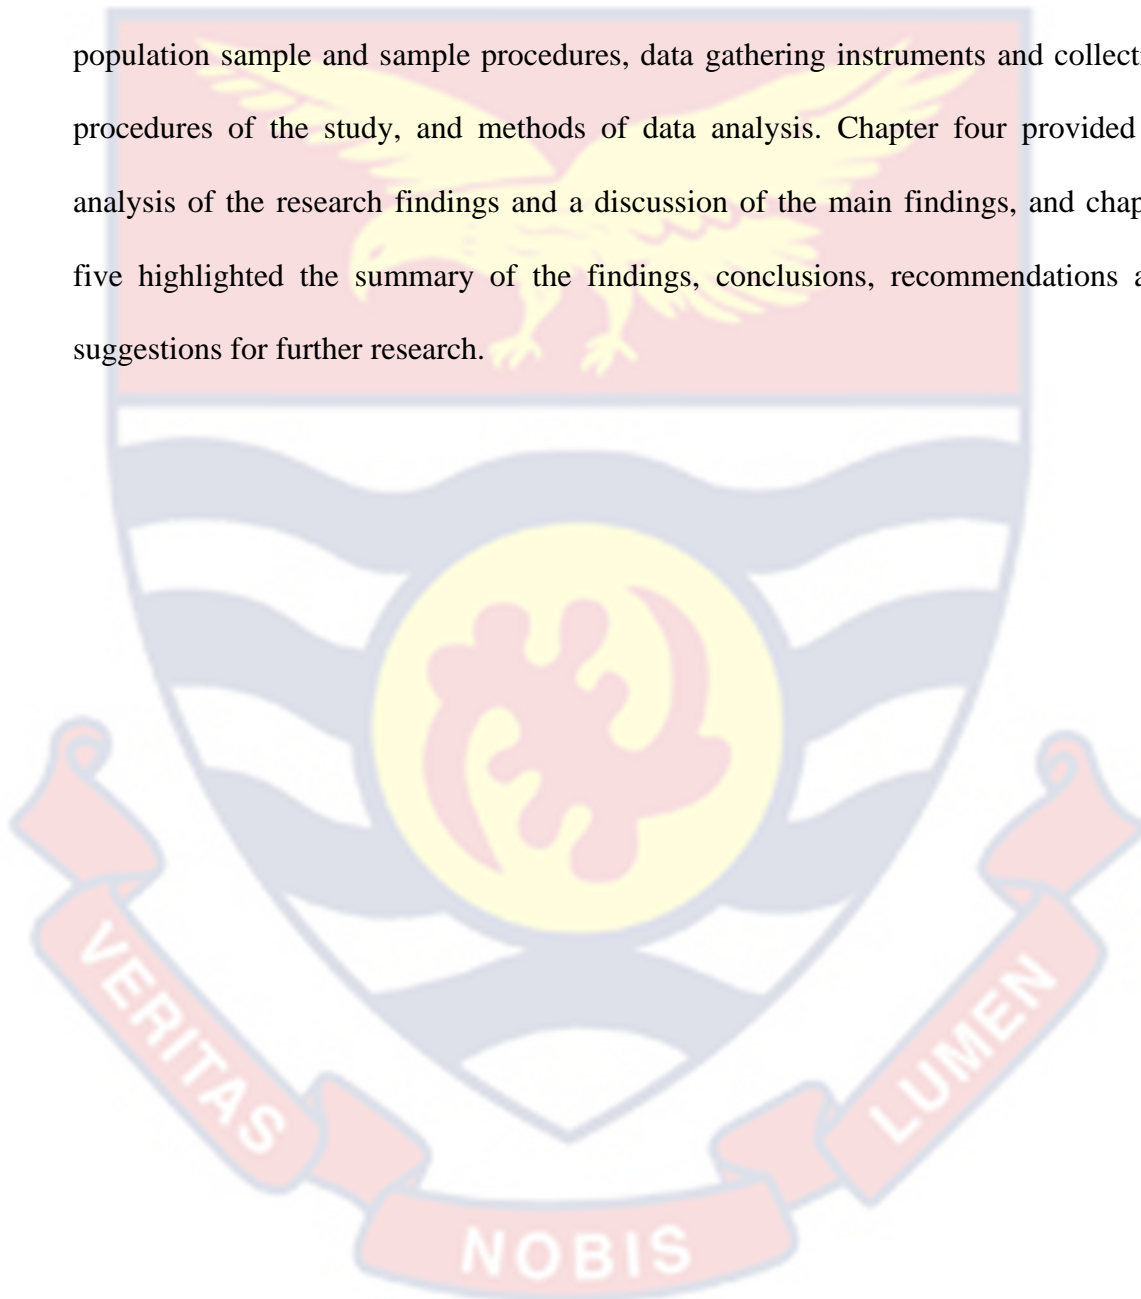 population sample and sample procedures, data gathering instruments and collecti
procedures of the study, and methods of data analysis. Chapter four provided
analysis of the research findings and a discussion of the main findings, and chap
five highlighted the summary of the findings, conclusions, recommendations a
suggestions for further research.
VERITAS
NOBIS
LUMEN